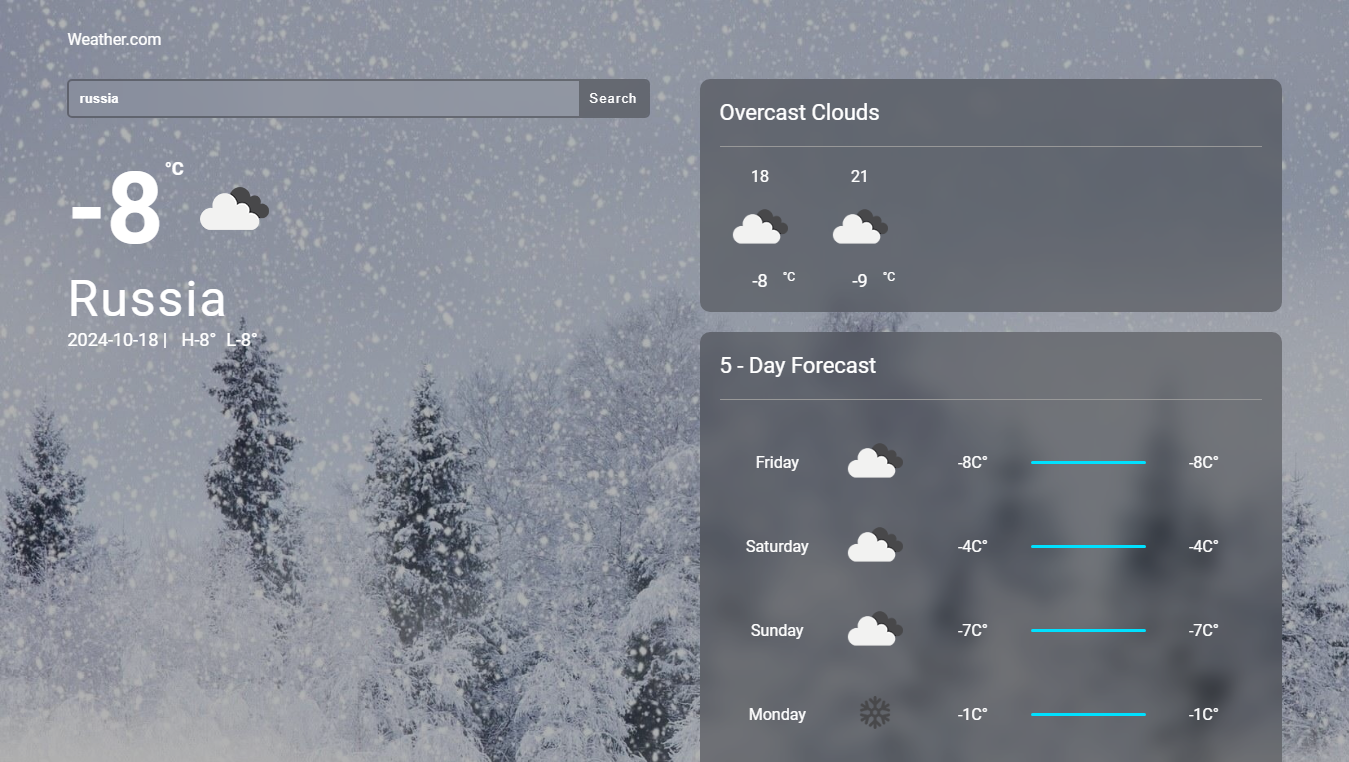 Weather.com
russia
Search
-8 °C
Russia
2024-10-18 | H-8° L-8°
Overcast Clouds
18 21
-8 °C -9 °C
5 - Day Forecast
Friday -8C° -8C°
Saturday -4C° -4C°
Sunday -7C° -7C°
Monday -1C° -1C°